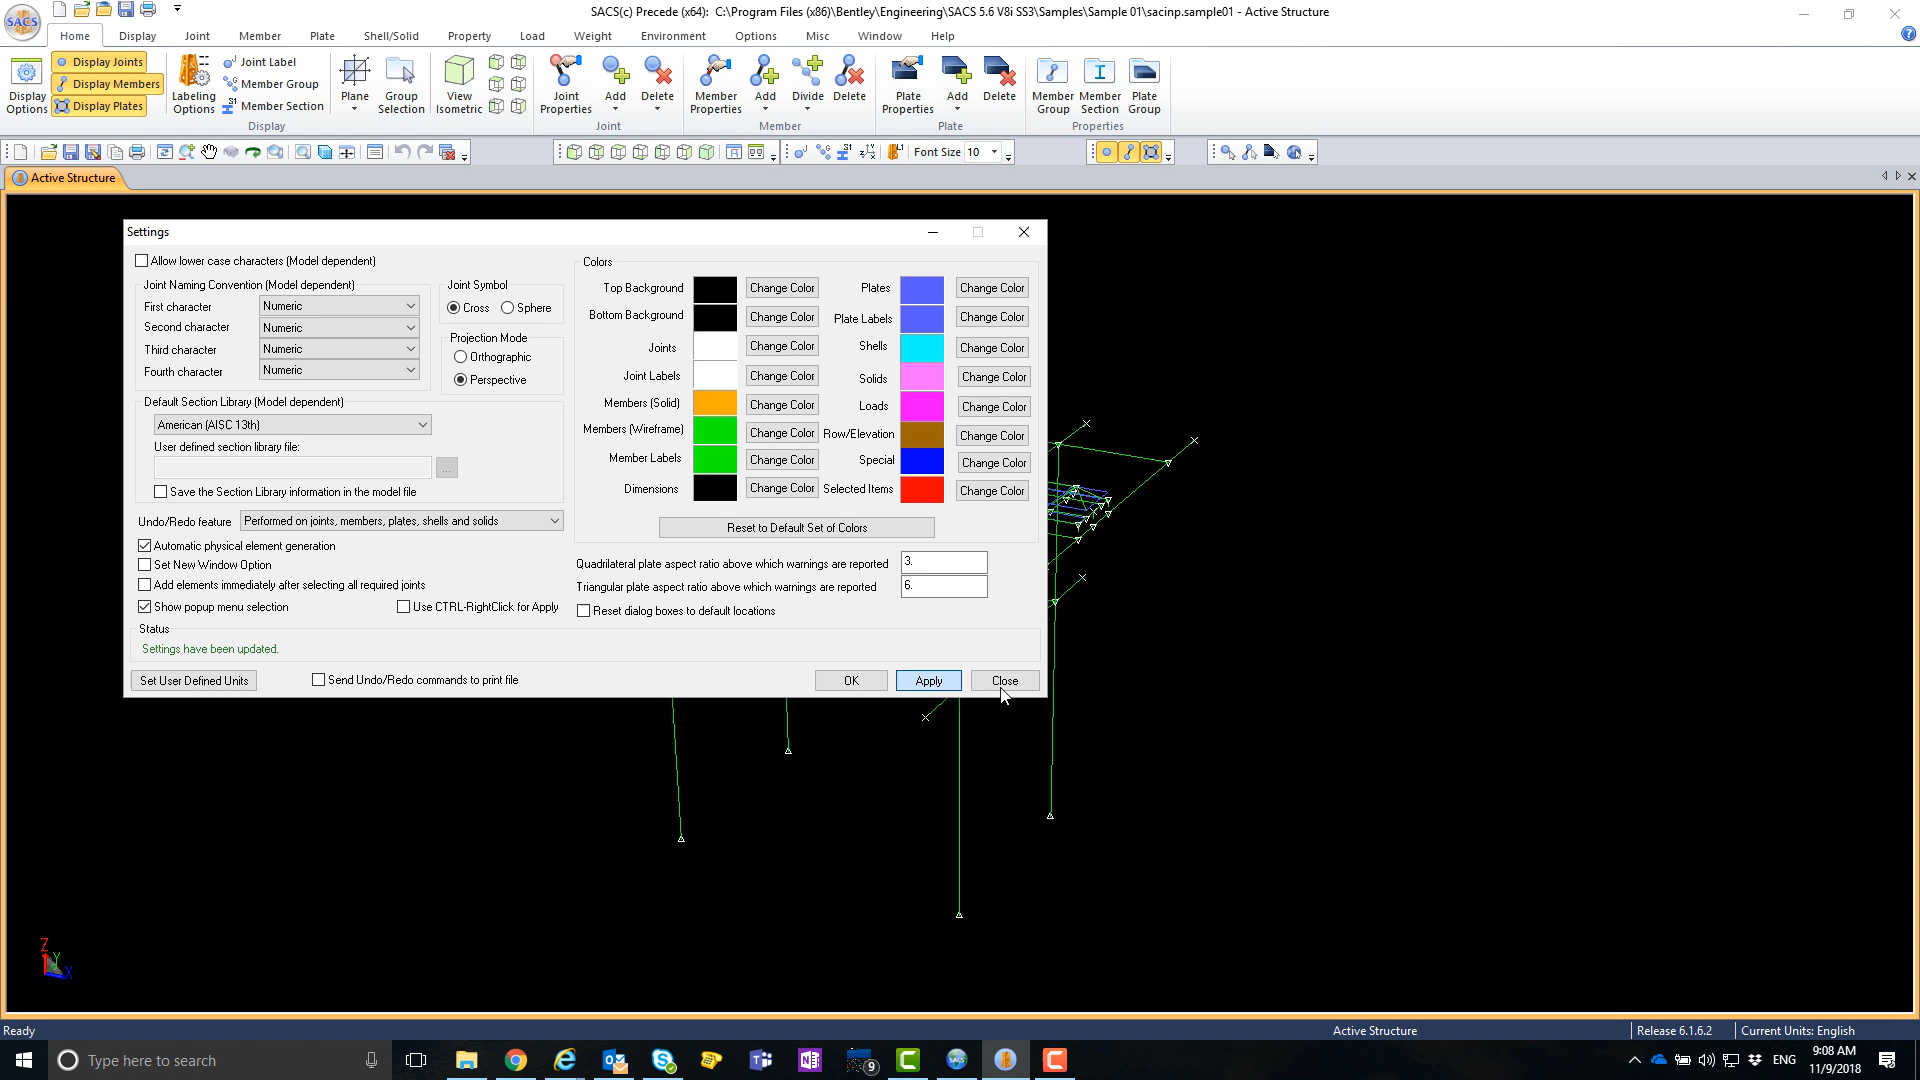 SACS
SACS(c) Precede (x64): C:\Program Files (x86)\Bentley\Engineering\SACS 5.6 V8i SS3\Samples\Sample 01\sacinp.sample01 - Active Structure
Home Display Joint Member Plate Shell/Solid Property Load Weight Environment Options Misc Window Help
Display Options
Display Joints
Display Members
Display Plates
Labeling Options
Joint Label
Member Group
Member Section
Plane
Group Selection
View Isometric
Joint Properties
Add
Delete
Member Properties
Add
Divide
Delete
Plate Properties
Add
Delete
Member Group
Member Section
Plate Group
Display Joint Member Plate Properties
Font Size 10
Active Structure
Settings
Allow lower case characters (Model dependent)
Joint Naming Convention (Model dependent)
First character Numeric
Second character Numeric
Third character Numeric
Fourth character Numeric
Joint Symbol
Cross Sphere
Projection Mode
Orthographic
Perspective
Default Section Library (Model dependent)
American (AISC 13th)
User defined section library file:
...
Save the Section Library information in the model file
Undo/Redo feature Performed on joints, members, plates, shells and solids
Automatic physical element generation
Set New Window Option
Add elements immediately after selecting all required joints
Show popup menu selection Use CTRL-RightClick for Apply
Colors
Top Background Change Color Plates Change Color
Bottom Background Change Color Plate Labels Change Color
Joints Change Color Shells Change Color
Joint Labels Change Color Solids Change Color
Members (Solid) Change Color Loads Change Color
Members (Wireframe) Change Color Row/Elevation Change Color
Member Labels Change Color Special Change Color
Dimensions Change Color Selected Items Change Color
Reset to Default Set of Colors
Quadrilateral plate aspect ratio above which warnings are reported 3.
Triangular plate aspect ratio above which warnings are reported 6.
Reset dialog boxes to default locations
Status
Settings have been updated.
Set User Defined Units Send Undo/Redo commands to print file OK Apply Close
Z
Y
X
Ready Active Structure Release 6.1.6.2 Current Units: English
Type here to search
9
ENG
9:08 AM
11/9/2018